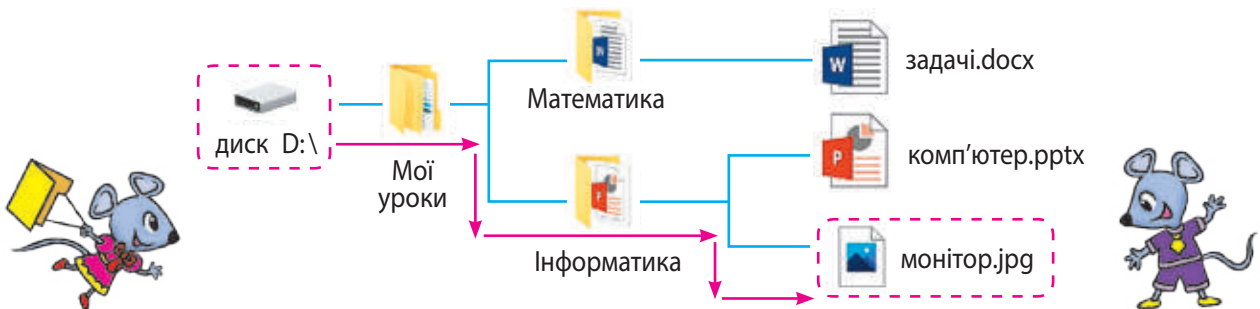 задачі.docx
Математика
диск D:\
комп’ютер.pptx
Мої
уроки
Інформатика
монітор.jpg
W
W
P
P